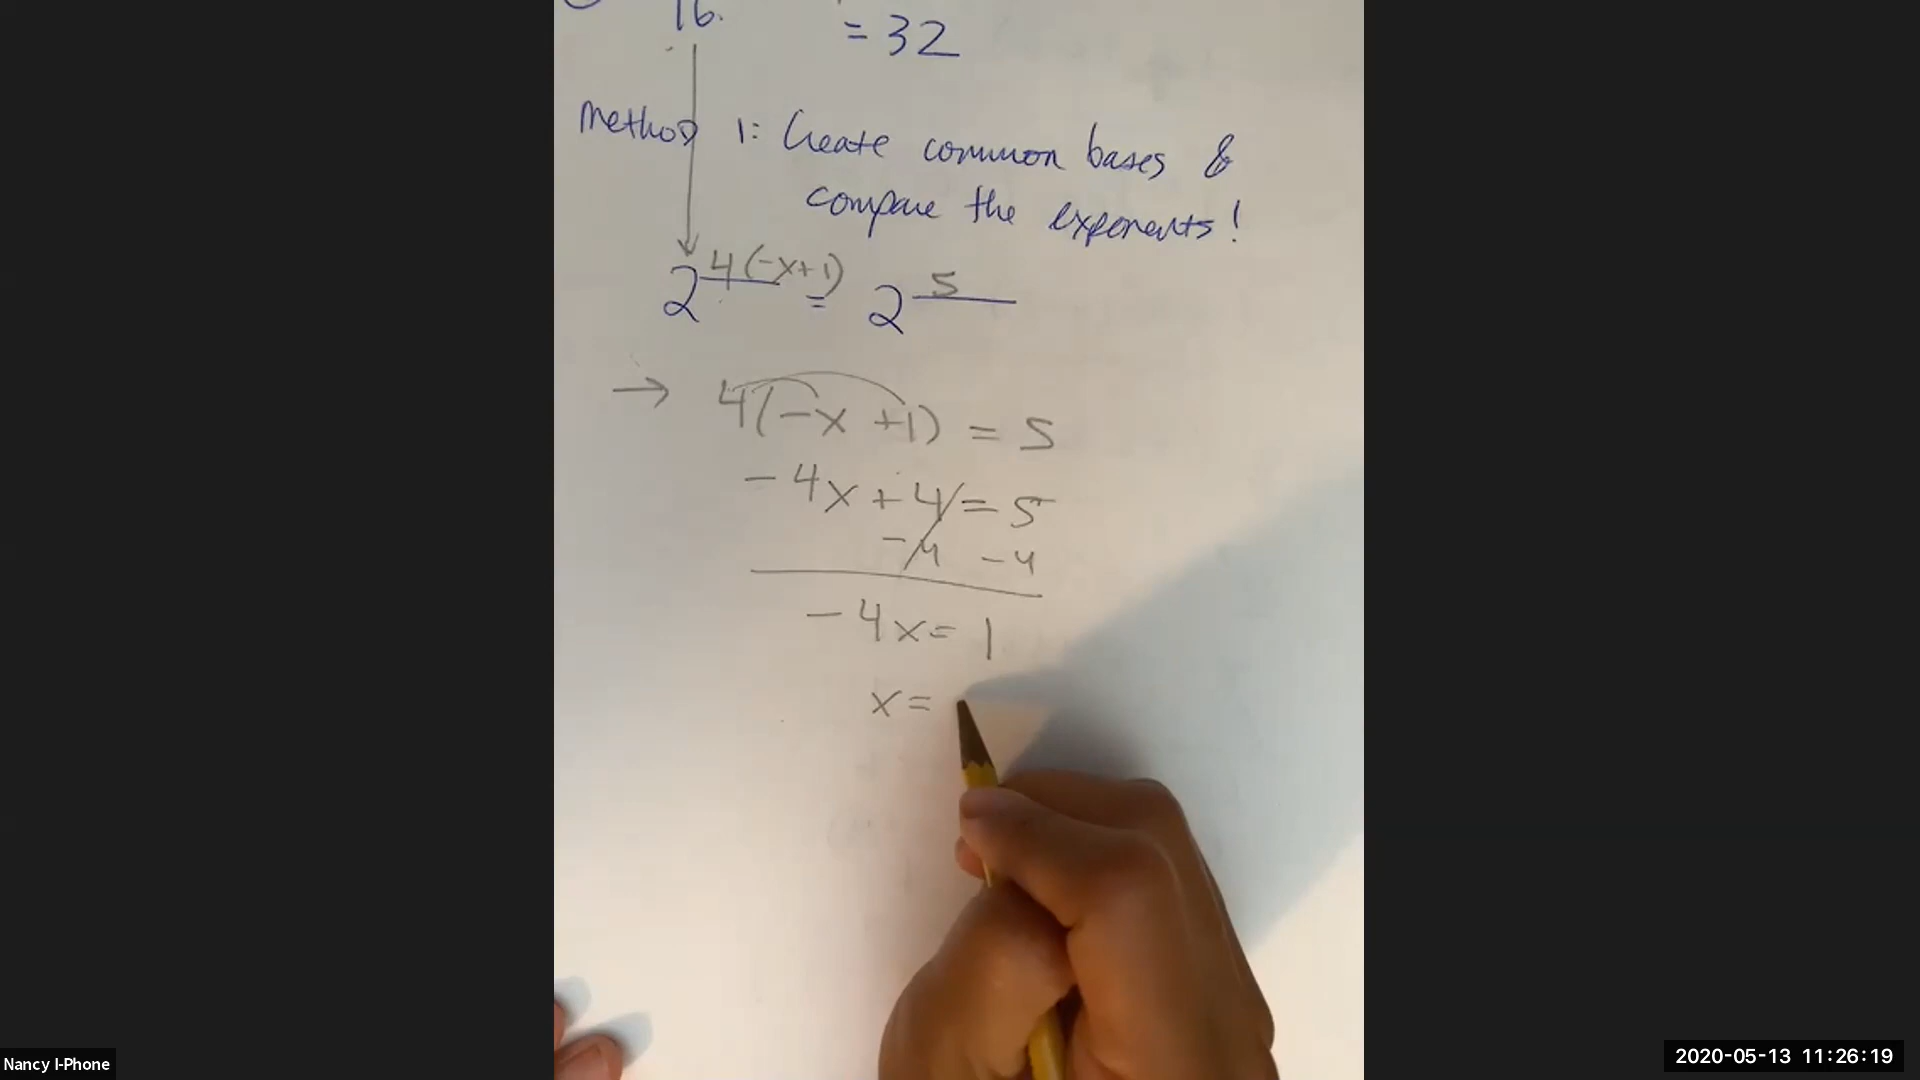 16.
= 32
Method 1: Create common bases &
compare the exponents!
2^4(-x+1) = 2^5
→ 4(-x +1) = 5
-4x + 4 = 5
-4 -4
-4x = 1
x =
Nancy I-Phone
2020-05-13 11:26:19